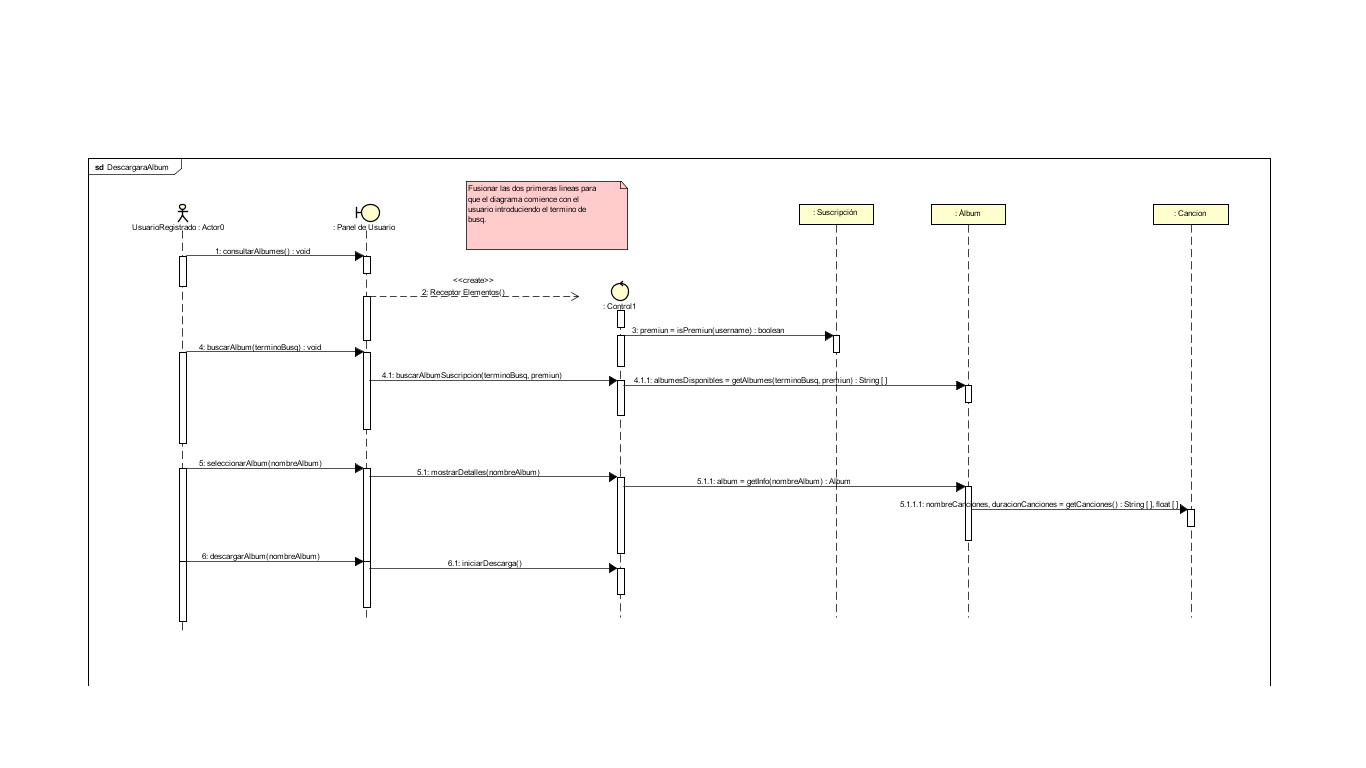 sd DescargaraAlbum
Fusionar las dos primeras lineas para
que el diagrama comience con el
usuario introduciendo el termino de
busq.
UsuarioRegistrado : Actor0
: Panel de Usuario
: Suscripción
: Álbum
: Cancion
1: consultarAlbumes() : void
<<create>>
2: Receptor Elementos()
: Control1
3: premiun = isPremiun(username) : boolean
4: buscarAlbum(terminoBusq) : void
4.1: buscarAlbumSuscripcion(terminoBusq, premiun)
4.1.1: albumesDisponibles = getAlbumes(terminoBusq, premiun) : String [ ]
5: seleccionarAlbum(nombreAlbum)
5.1: mostrarDetalles(nombreAlbum)
5.1.1: album = getInfo(nombreAlbum) : Album
5.1.1.1: nombreCanciones, duracionCanciones = getCanciones() : String [ ], float [ ]
6: descargarAlbum(nombreAlbum)
6.1: iniciarDescarga()